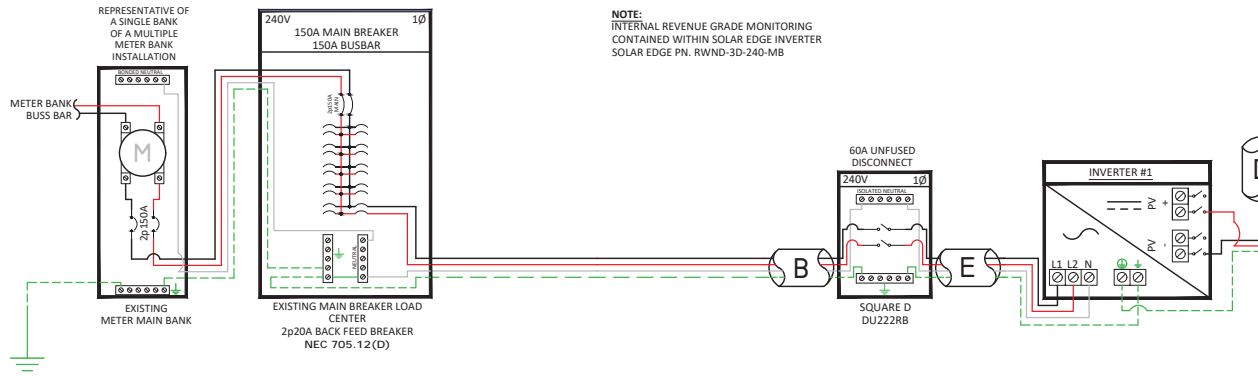 REPRESENTATIVE OF
A SINGLE BANK
OF A MULTIPLE
METER BANK
INSTALLATION
BONDED NEUTRAL
METER BANK
BUSS BAR
M
2p150A
EXISTING
METER MAIN BANK
240V
1Ø
150A MAIN BREAKER
150A BUSBAR
2p150A
MAIN
NEUTRAL
EXISTING MAIN BREAKER LOAD
CENTER
2p20A BACK FEED BREAKER
NEC 705.12(D)
NOTE:
INTERNAL REVENUE GRADE MONITORING
CONTAINED WITHIN SOLAR EDGE INVERTER
SOLAR EDGE PN. RWND-3D-240-MB
B
60A UNFUSED
DISCONNECT
240V
1Ø
ISOLATED NEUTRAL
SQUARE D
DU222RB
E
INVERTER #1
PV +
PV -
L1 L2 N